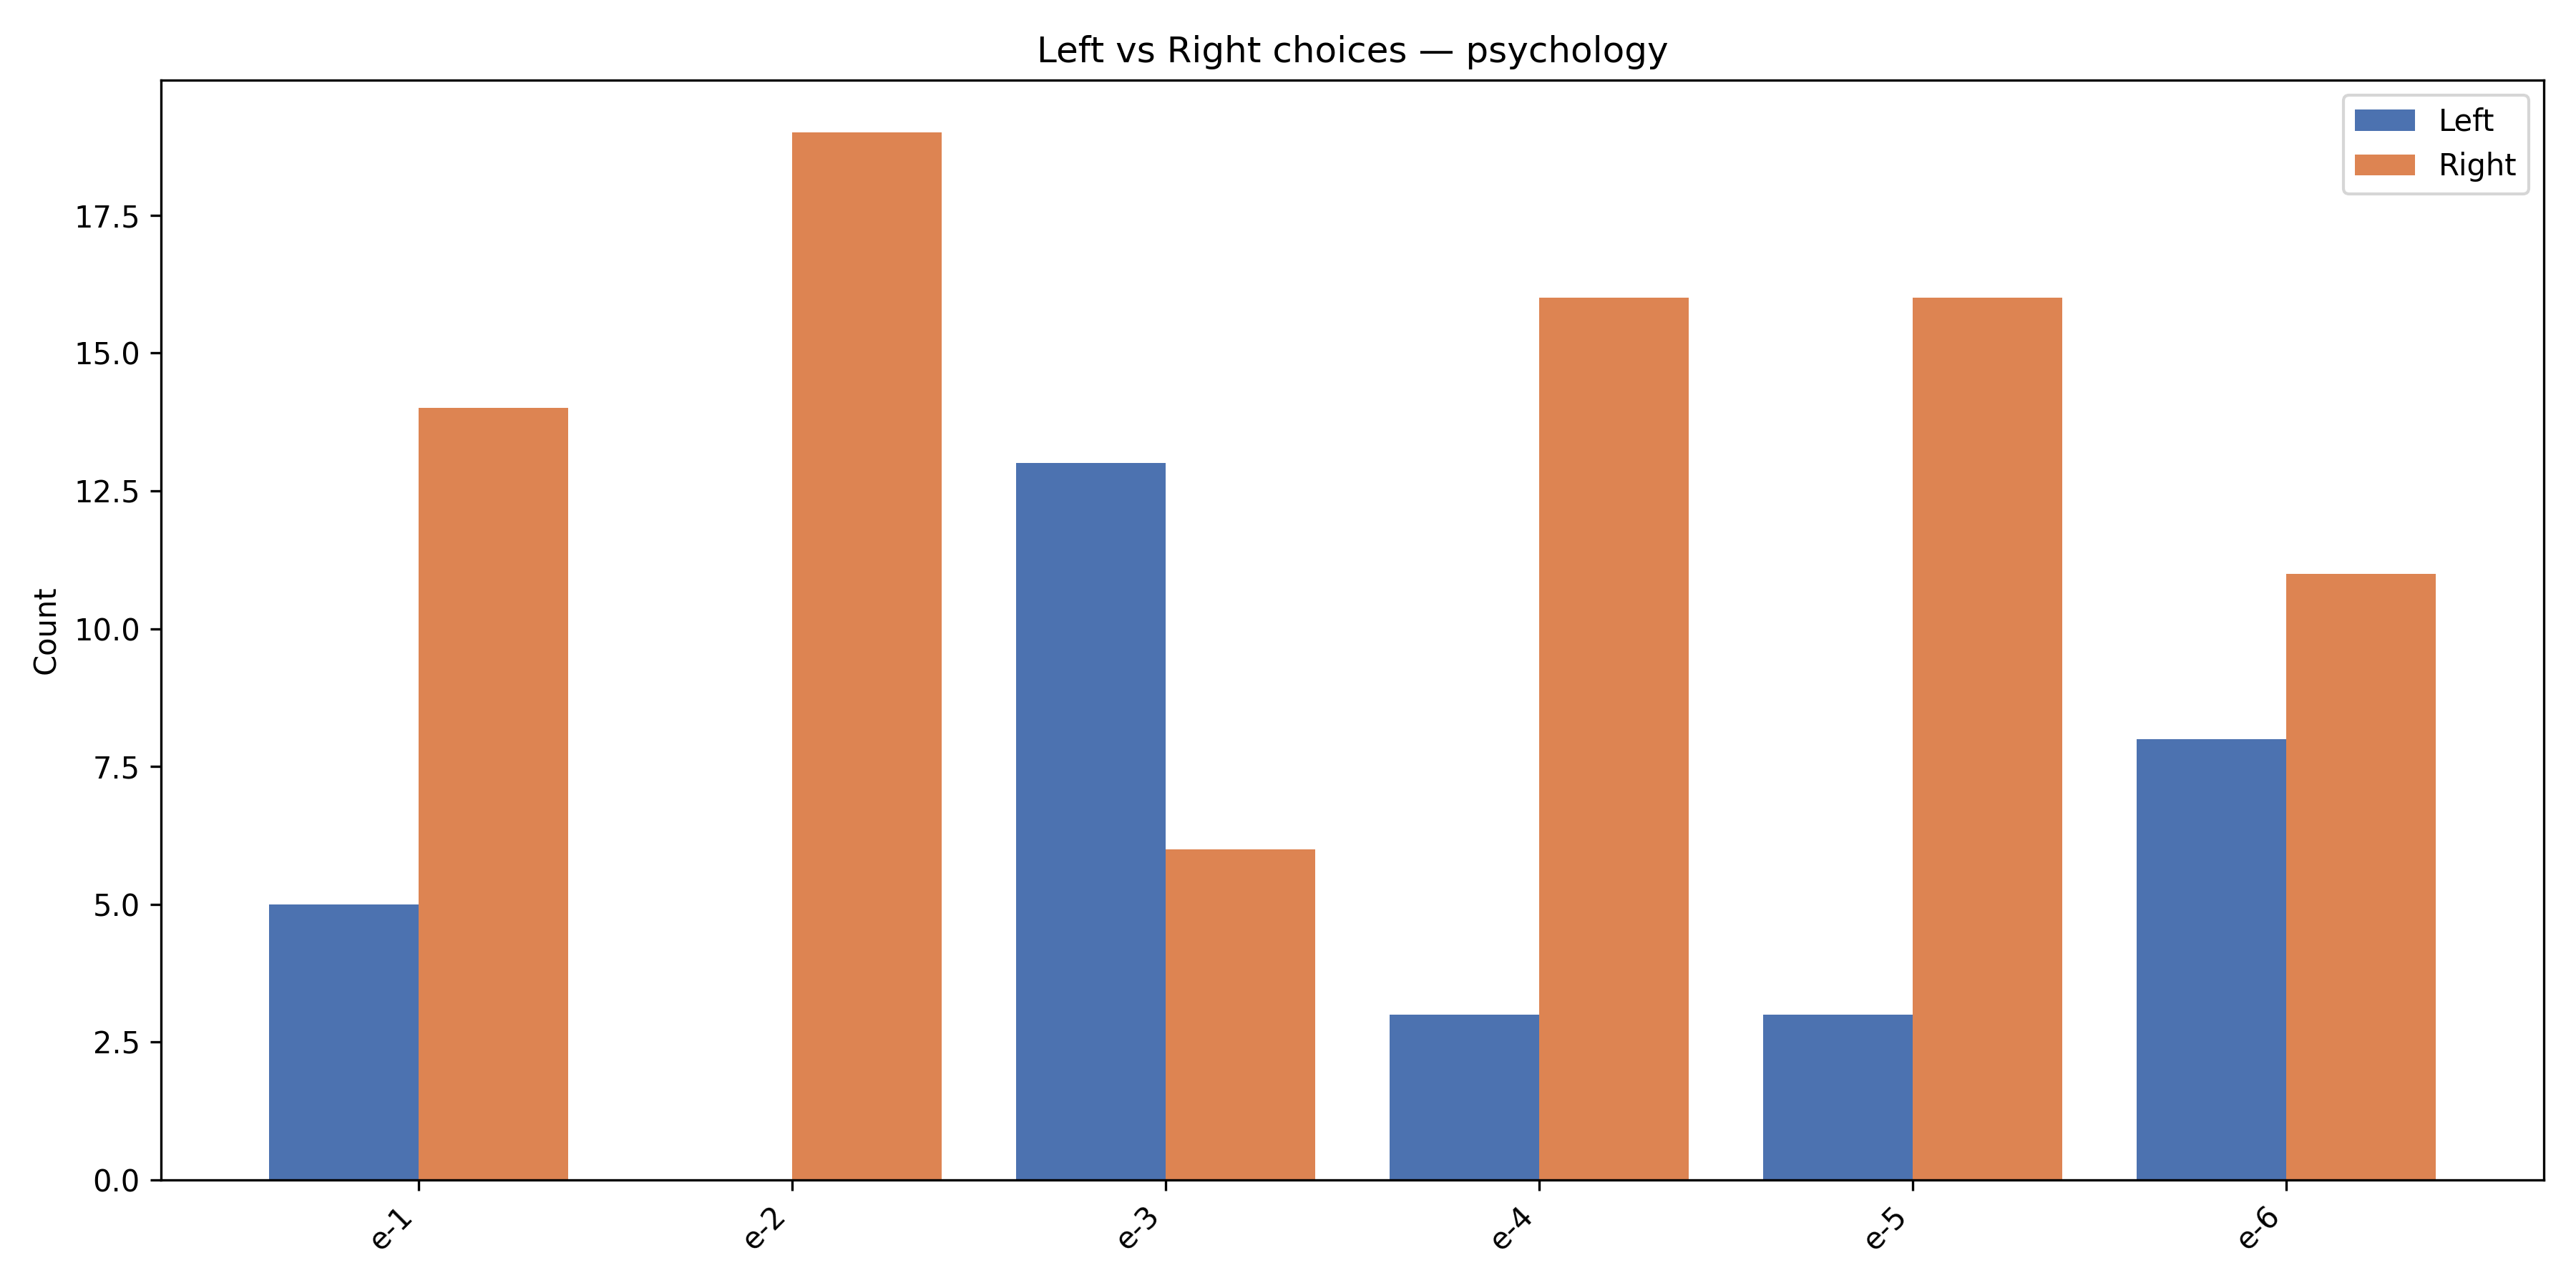 Left vs Right choices — psychology
Left
Right
Count
17.5
15.0
12.5
10.0
7.5
5.0
2.5
0.0
e-1
e-2
e-3
e-4
e-5
e-6